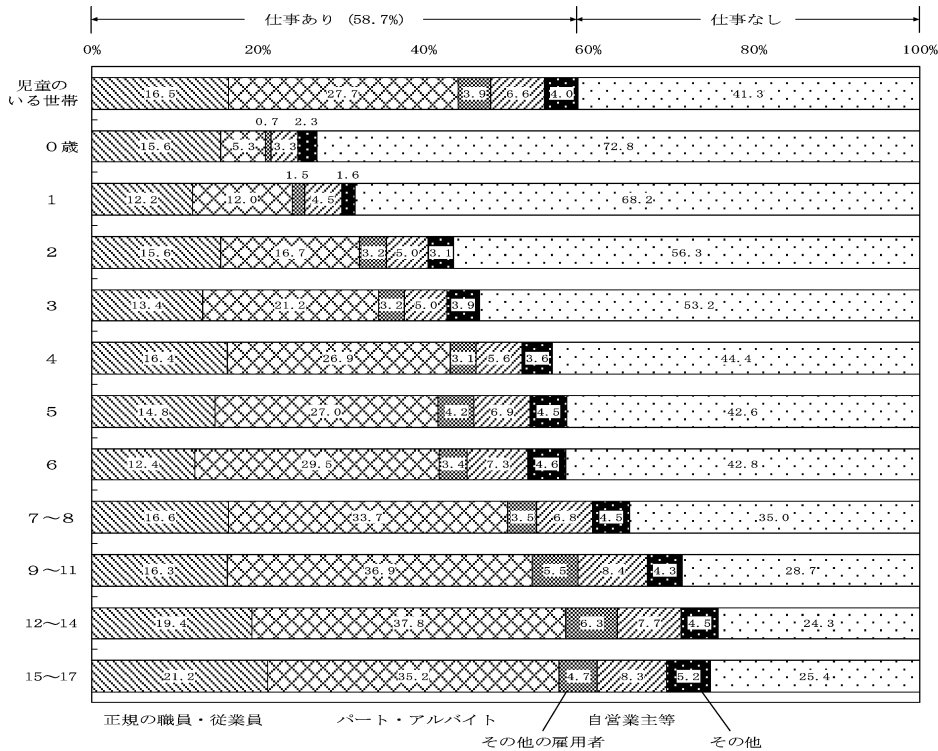 仕事あり (58.7%) 仕事なし
0% 20% 40% 60% 80% 100%
児童の
いる世帯
16.5 27.7 3.9 6.6 4.0 41.3
0.7 2.3
0歳 15.6 5.3 3.3 72.8
1.5 1.6
1 12.2 12.0 4.5 68.2
2 15.6 16.7 3.2 5.0 3.1 56.3
3 13.4 21.2 3.2 5.0 3.9 53.2
4 16.4 26.9 3.1 5.6 3.6 44.4
5 14.8 27.0 4.2 6.9 4.5 42.6
6 12.4 29.5 3.4 7.3 4.6 42.8
7～8 16.6 33.7 3.5 6.8 4.5 35.0
9～11 16.3 36.9 5.5 8.4 4.3 28.7
12～14 19.4 37.8 6.3 7.7 4.5 24.3
15～17 21.2 35.2 4.7 8.3 5.2 25.4
正規の職員・従業員 パート・アルバイト 自営業主等
その他の雇用者 その他